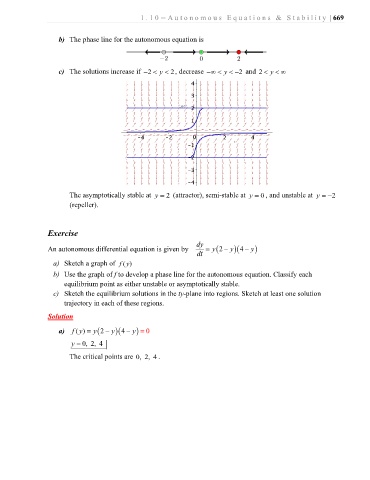 1.10 – Autonomous Equations & Stability | 669
b) The phase line for the autonomous equation is
−2 0 2
c) The solutions increase if −2 < y < 2, decrease −∞ < y < −2 and 2 < y < ∞
4
3
2
1
−4 −2 0 2 4
−1
−2
−3
−4
The asymptotically stable at y = 2 (attractor), semi-stable at y = 0, and unstable at y = −2
(repeller).
Exercise
An autonomous differential equation is given by dy/dt = y(2 − y)(4 − y)
a) Sketch a graph of f(y)
b) Use the graph of f to develop a phase line for the autonomous equation. Classify each
equilibrium point as either unstable or asymptotically stable.
c) Sketch the equilibrium solutions in the ty-plane into regions. Sketch at least one solution
trajectory in each of these regions.
Solution
a) f(y) = y(2 − y)(4 − y) = 0
y = 0, 2, 4
The critical points are 0, 2, 4.